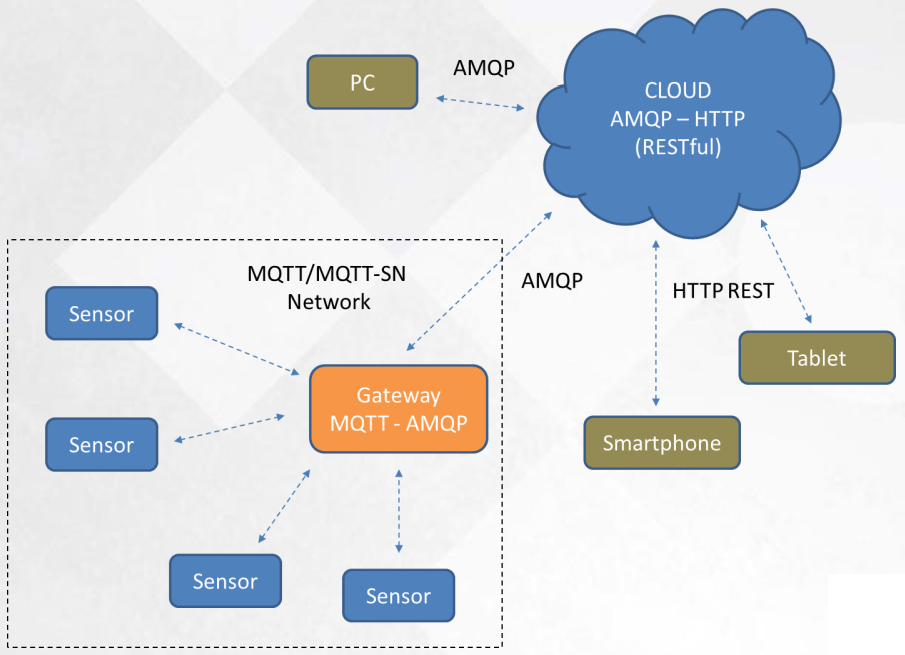 PC
AMQP
CLOUD
AMQP – HTTP
(RESTful)
MQTT/MQTT-SN
Network
AMQP
HTTP REST
Sensor
Tablet
Gateway
MQTT - AMQP
Sensor
Smartphone
Sensor
Sensor